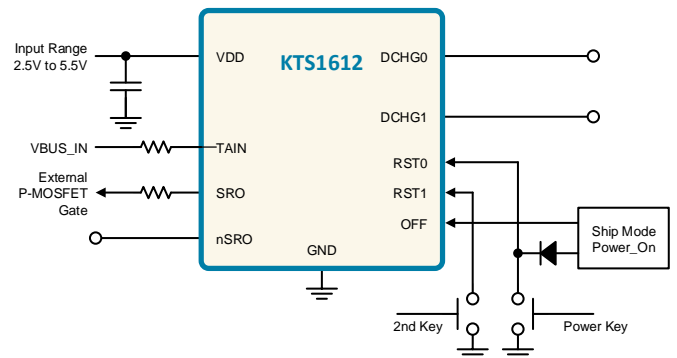 Input Range
2.5V to 5.5V
VBUS_IN
External
P-MOSFET
Gate
VDD
TAIN
SRO
nSRO
KTS1612
GND
DCHG0
DCHG1
RST0
RST1
OFF
Ship Mode
Power_On
2nd Key
Power Key